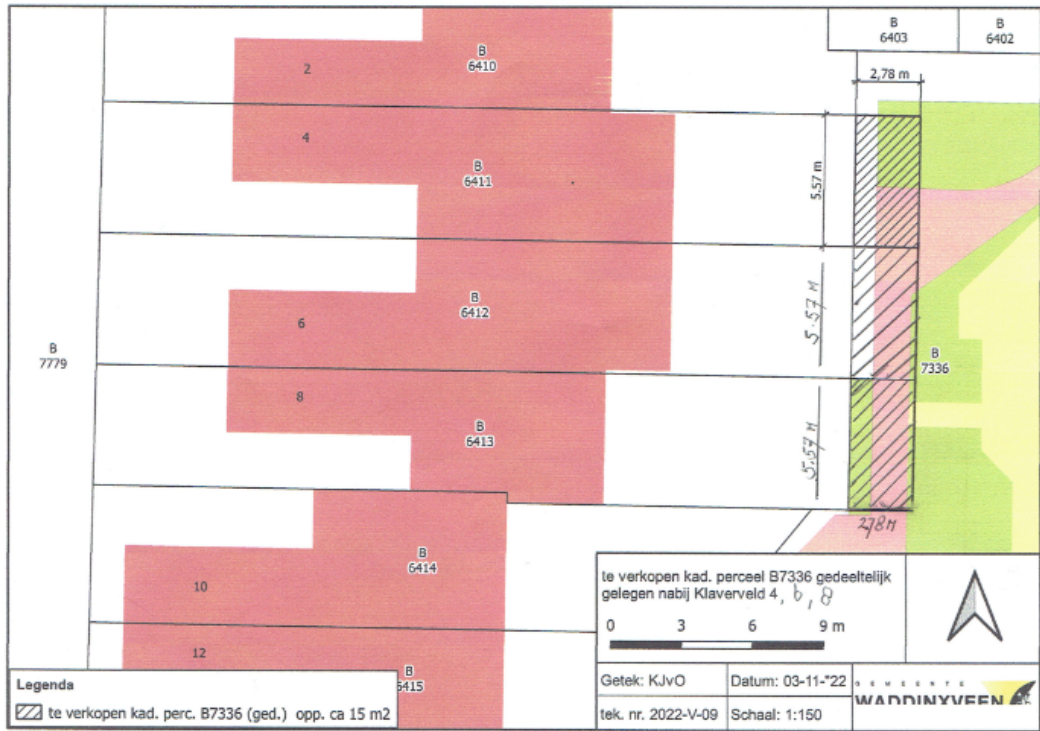 B
6403
B
6402
2,78 m
B
6410
2
4
B
6411
5,57 m
B
6412
6
5.57 M
B
7779
B
7336
8
B
6413
5.57 M
2,78 M
B
6414
10
12
B
6415
te verkopen kad. perceel B7336 gedeeltelijk
gelegen nabij Klaverveld 4, 6, 8
0 3 6 9 m
Legenda
te verkopen kad. perc. B7336 (ged.) opp. ca 15 m2
Getek: KJvO
Datum: 03-11-"22
tek. nr. 2022-V-09
Schaal: 1:150
GEMEENTE
WADDINXVEEN